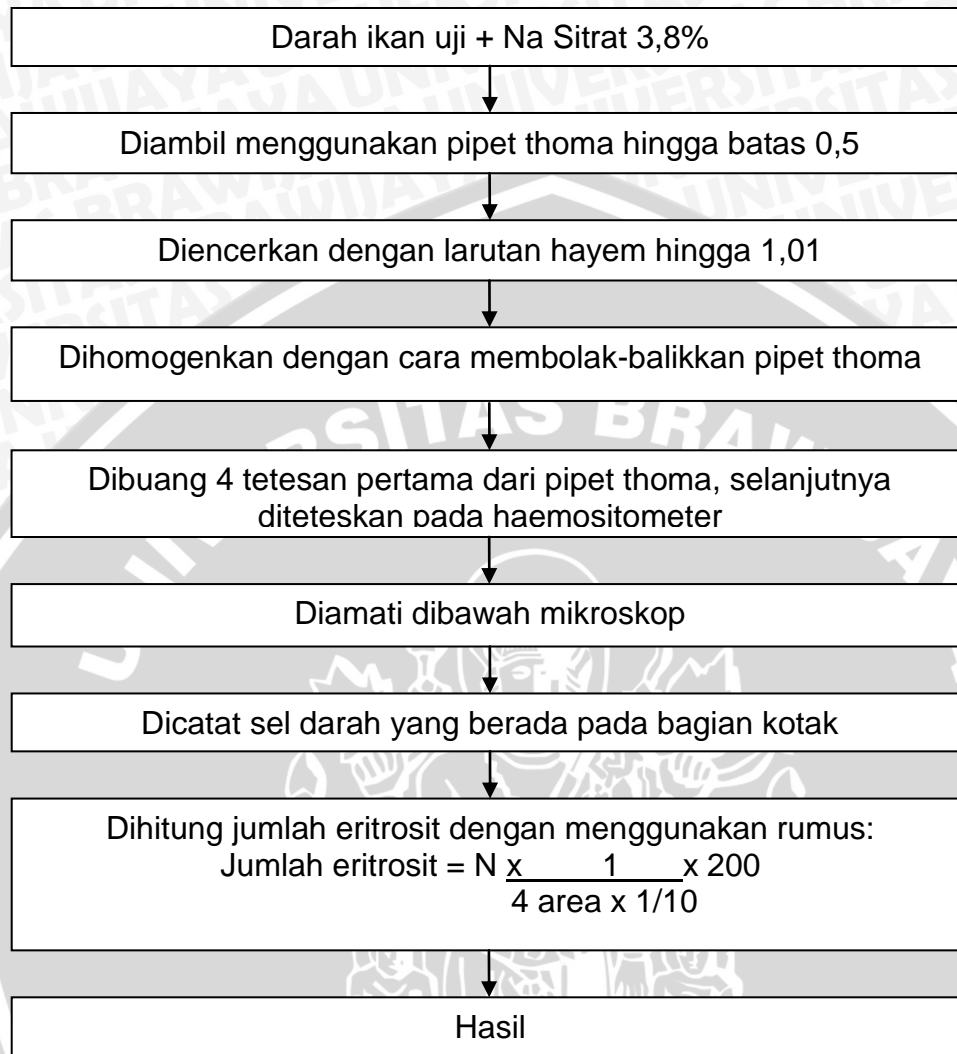 Darah ikan uji + Na Sitrat 3,8%
Diambil menggunakan pipet thoma hingga batas 0,5
Diencerkan dengan larutan hayem hingga 1,01
Dihomogenkan dengan cara membolak-balikkan pipet thoma
Dibuang 4 tetesan pertama dari pipet thoma, selanjutnya
diteteskan pada haemositometer
Diamati dibawah mikroskop
Dicatat sel darah yang berada pada bagian kotak
Dihitung jumlah eritrosit dengan menggunakan rumus:
Jumlah eritrosit = N x 1 x 200
4 area x 1/10
Hasil